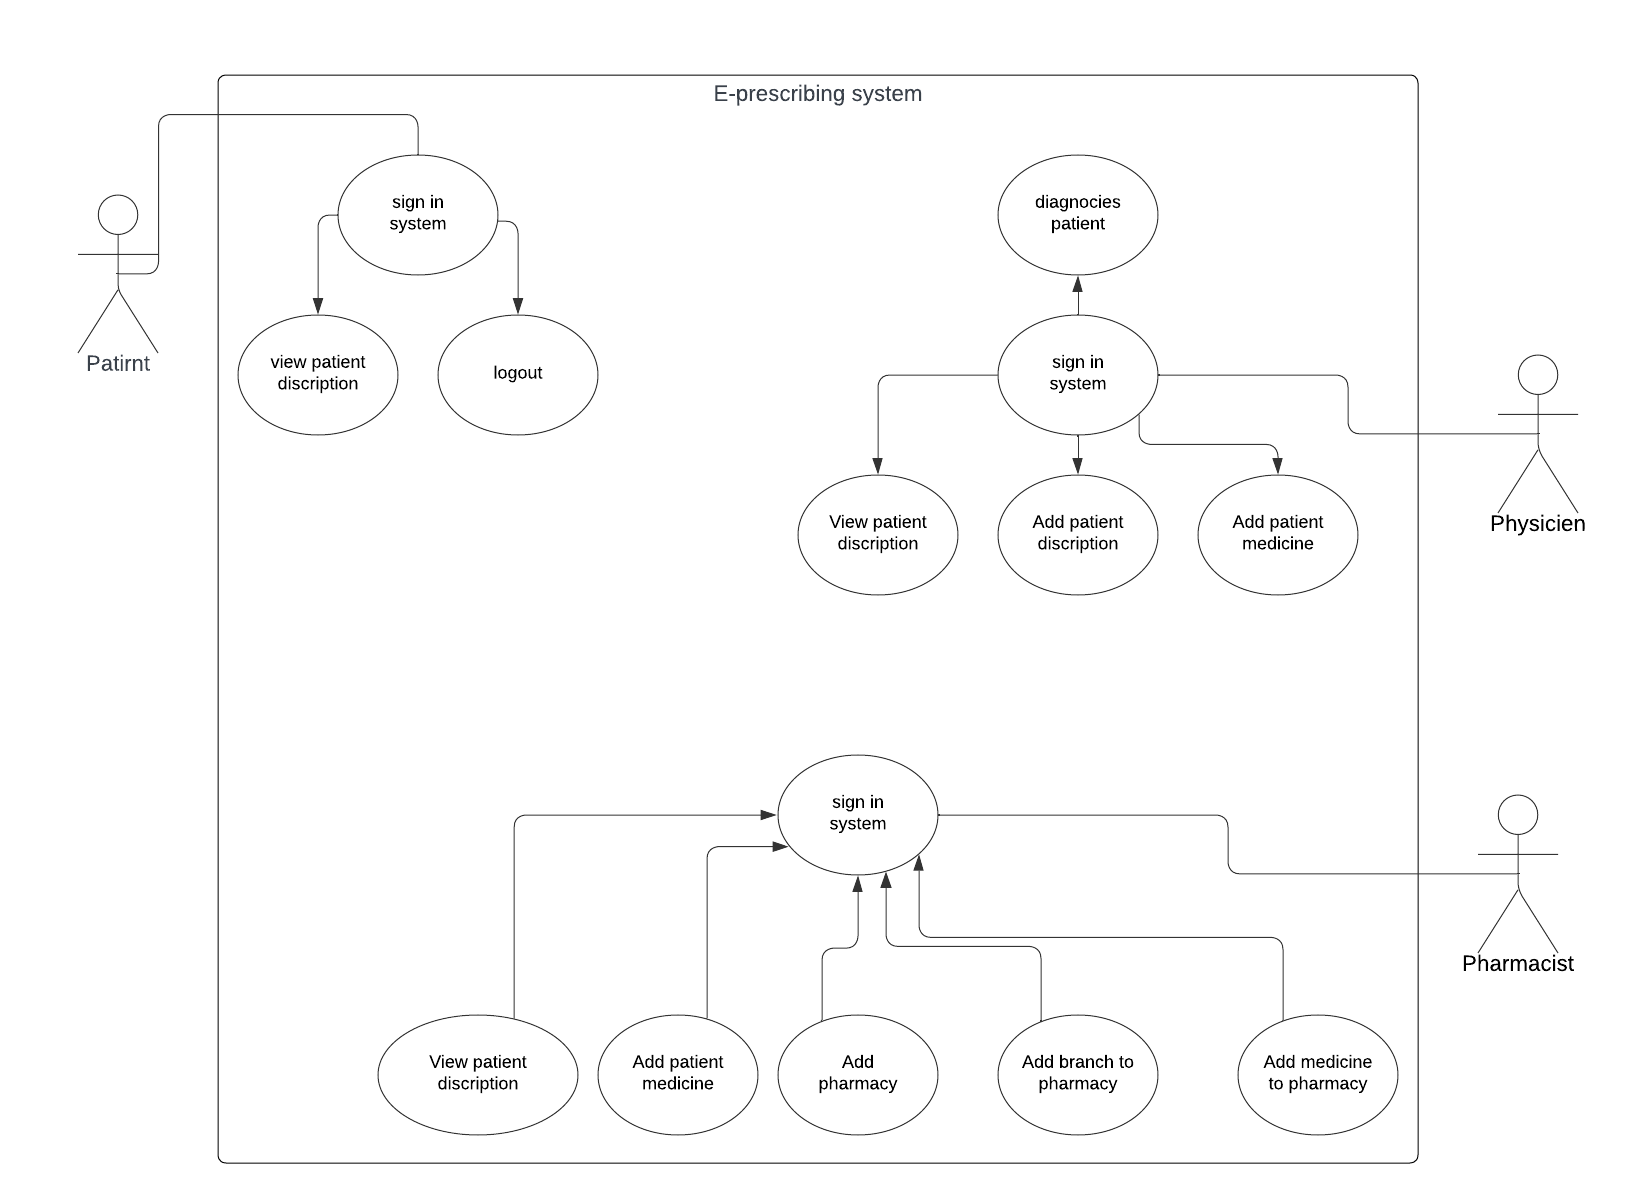 E-prescribing system
sign in
system
diagnocies
patient
Patirnt
view patient
discription
logout
sign in
system
Physicien
View patient
discription
Add patient
discription
Add patient
medicine
sign in
system
Pharmacist
View patient
discription
Add patient
medicine
Add
pharmacy
Add branch to
pharmacy
Add medicine
to pharmacy